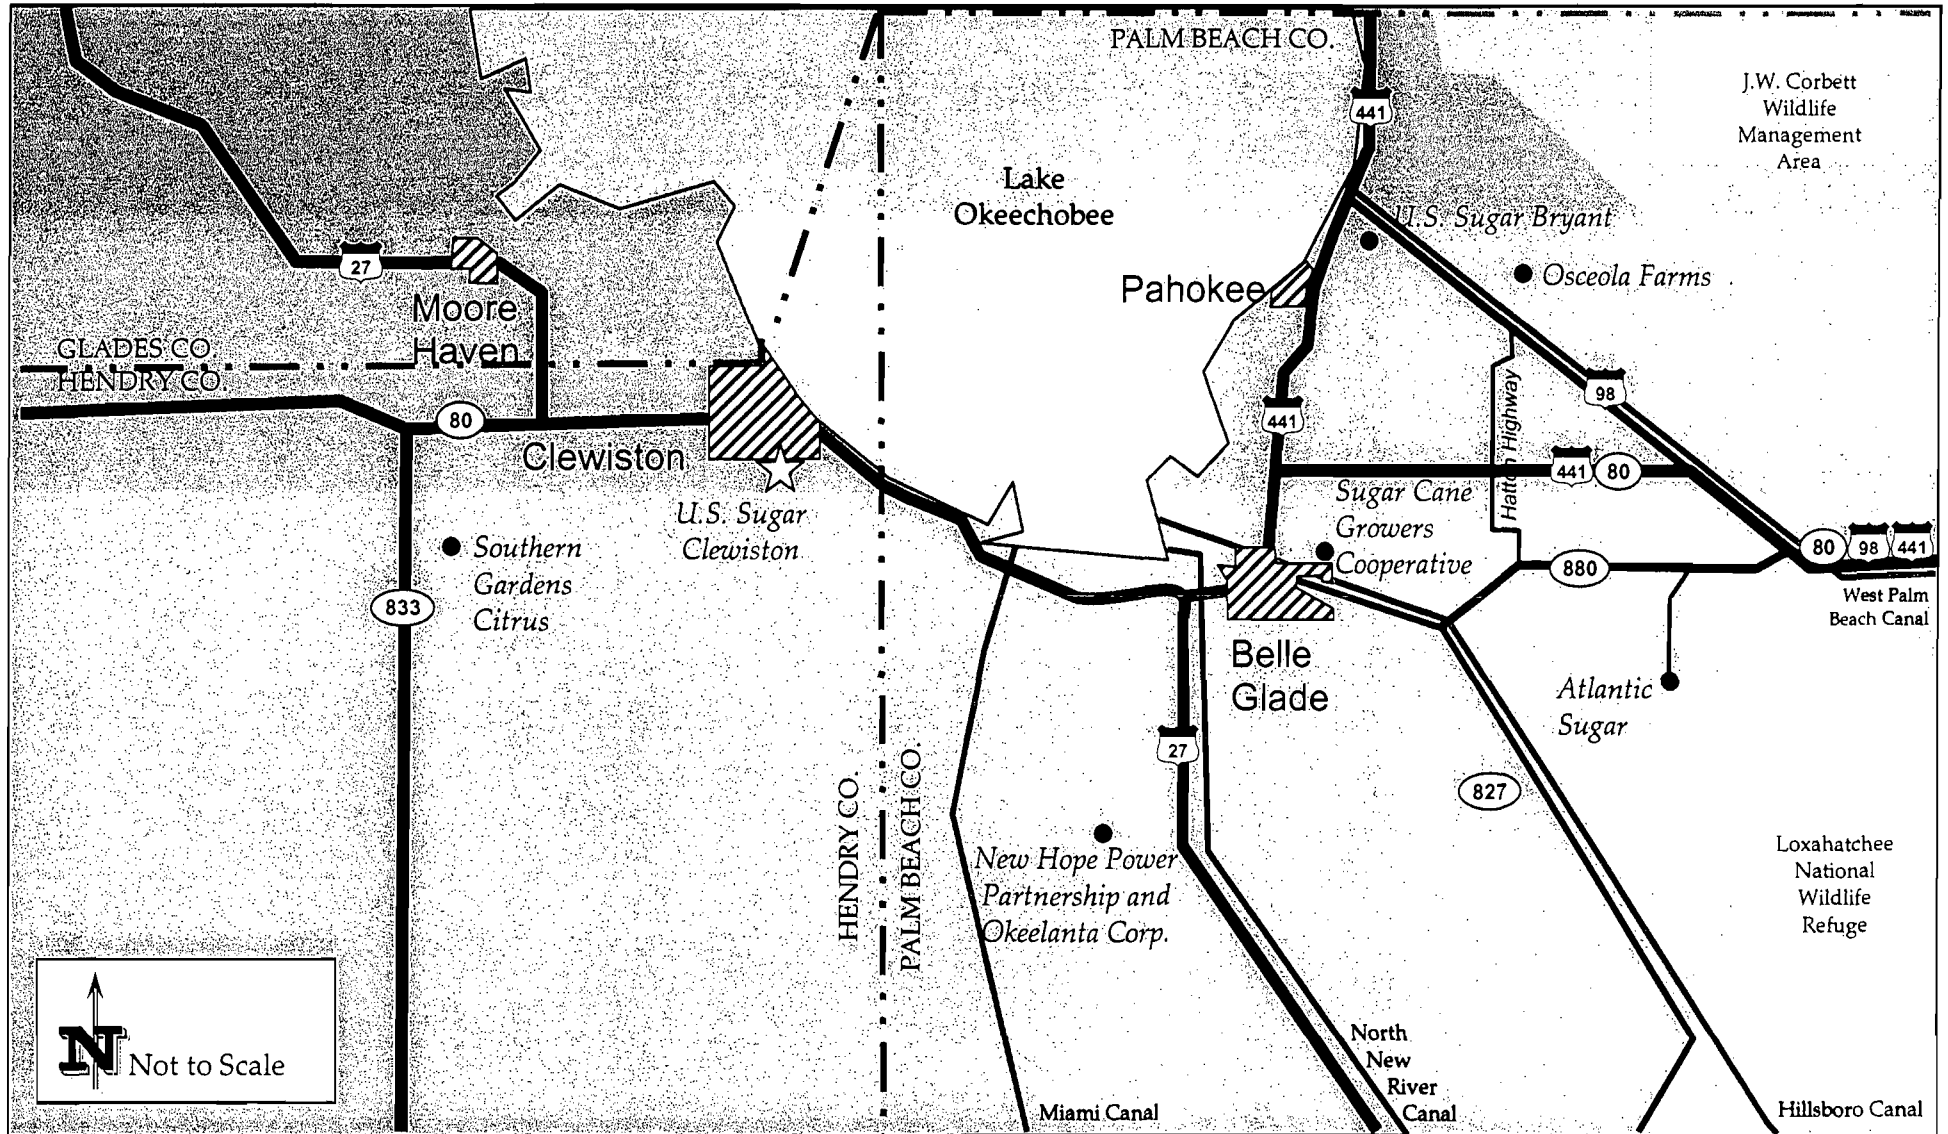 PALM BEACH CO.
J.W. Corbett
Wildlife
Management
Area
441
Lake
Okeechobee
U.S. Sugar Bryant
Osceola Farms
27
Moore
Haven
Pahokee
GLADES CO.
HENDRY CO.
98
Hatton Highway
80
441
Clewiston
441
80
U.S. Sugar
Clewiston
Sugar Cane
Growers
Cooperative
Southern
Gardens
Citrus
833
880
80
98
441
West Palm
Beach Canal
Belle
Glade
Atlantic
Sugar
27
827
HENDRY CO.
PALM BEACH CO.
New Hope Power
Partnership and
Okeelanta Corp.
Loxahatchee
National
Wildlife
Refuge
N
Not to Scale
North
New
River
Canal
Miami Canal
Hillsboro Canal